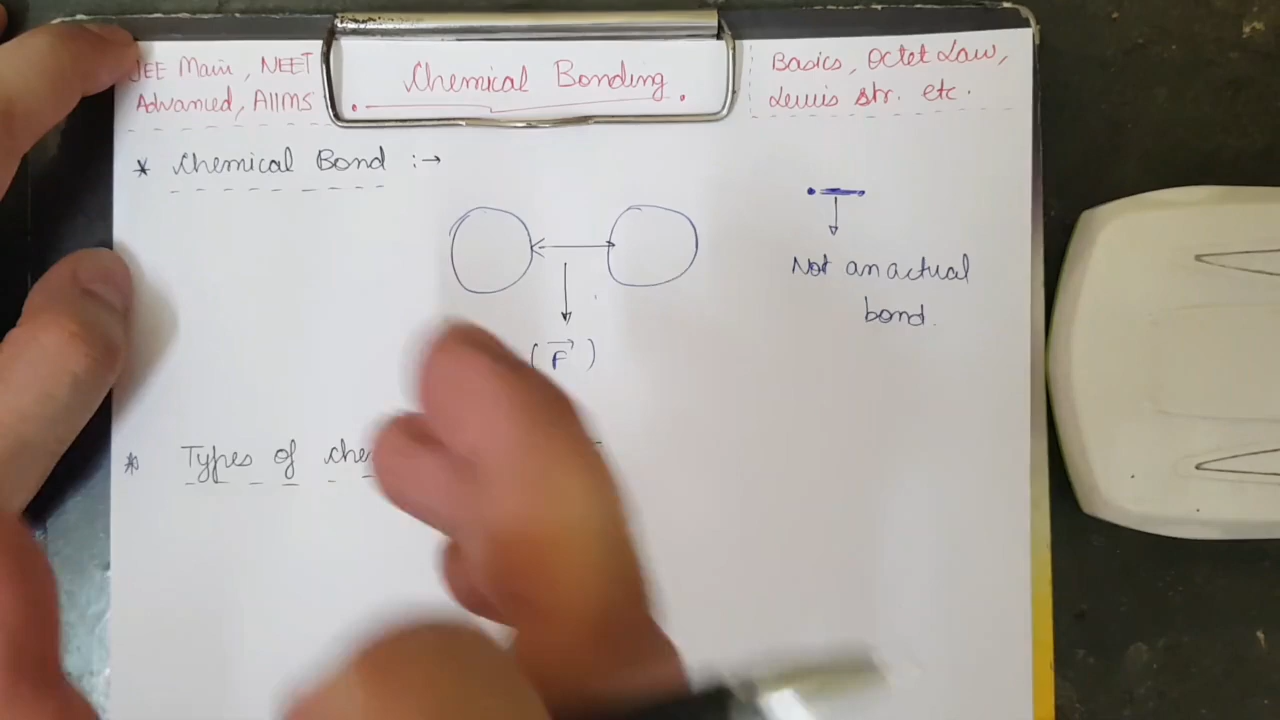 JEE Main, NEET
Advanced, AIIMS
Chemical Bonding
Basics, Octet Law,
Lewis str. etc.
* Chemical Bond :→
Not an actual
bond.
(F→)
* Types of che